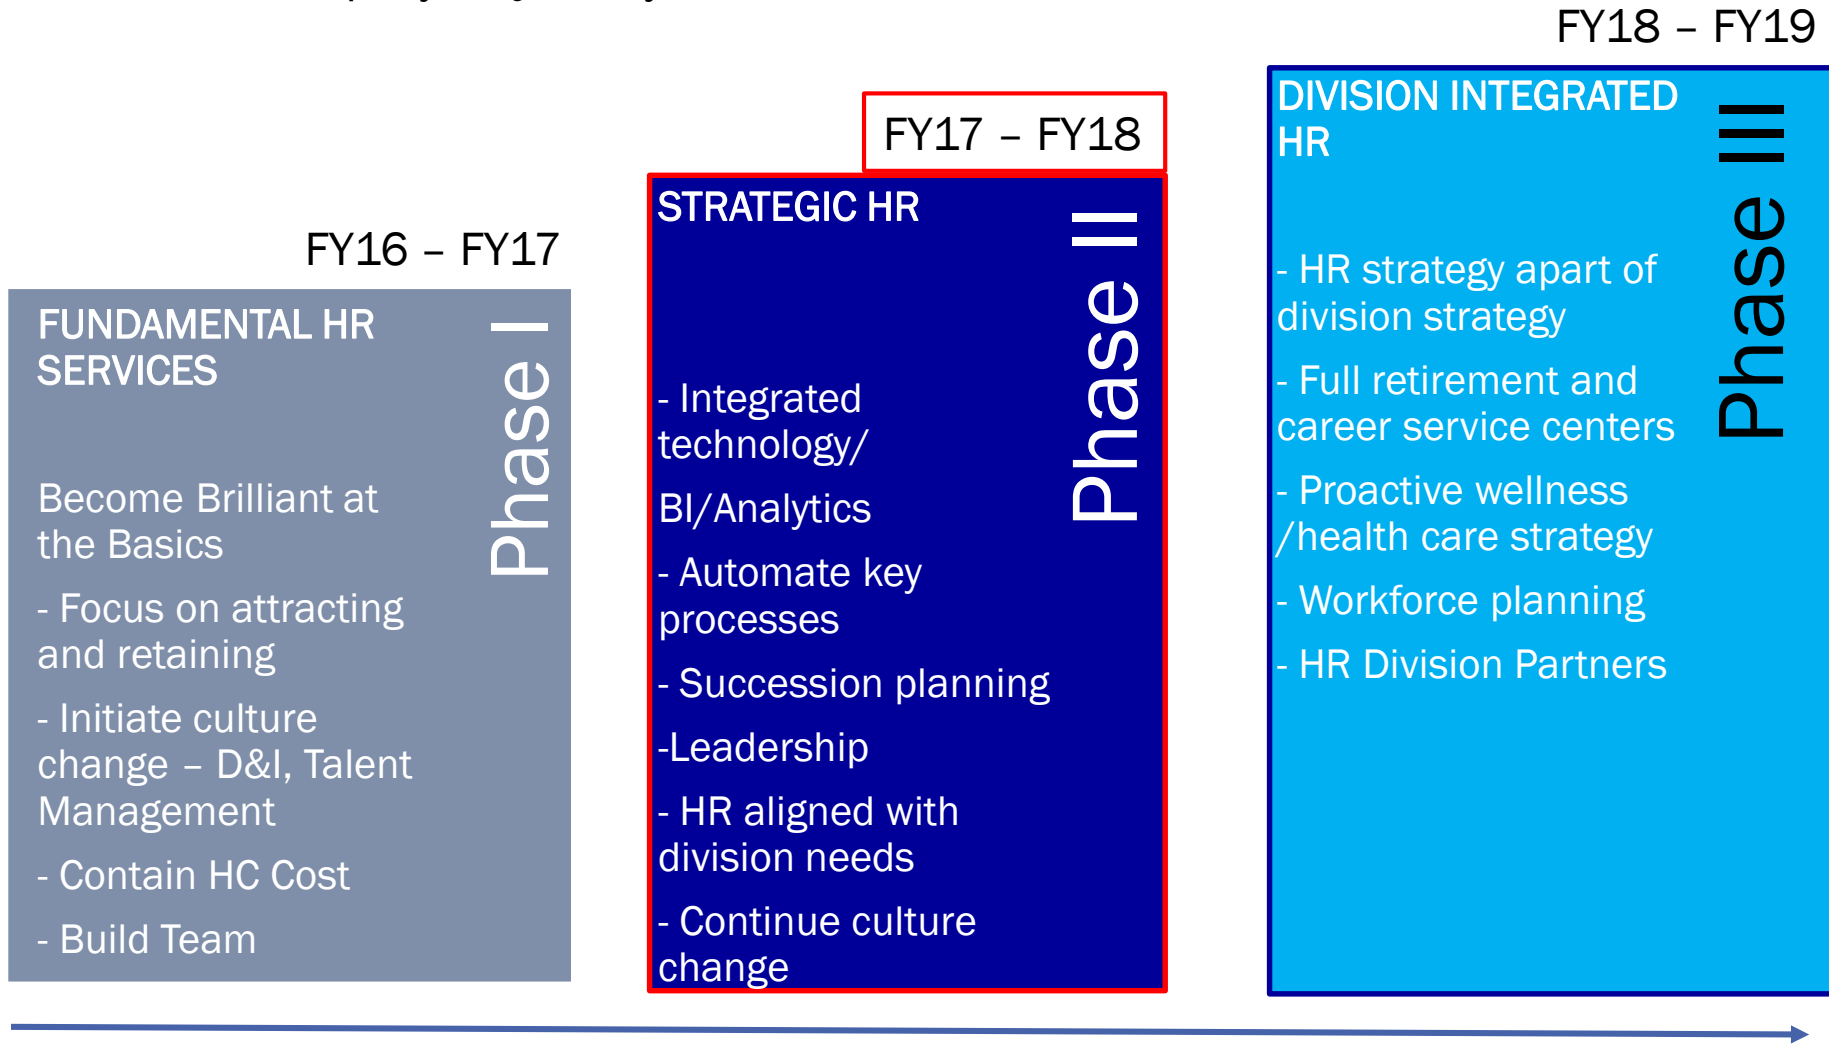 FY16 – FY17
FUNDAMENTAL HR
SERVICES
Phase I
Become Brilliant at
the Basics
- Focus on attracting
and retaining
- Initiate culture
change – D&I, Talent
Management
- Contain HC Cost
- Build Team
FY17 – FY18
STRATEGIC HR
Phase II
- Integrated
technology/
BI/Analytics
- Automate key
processes
- Succession planning
-Leadership
- HR aligned with
division needs
- Continue culture
change
FY18 – FY19
DIVISION INTEGRATED
HR
Phase III
- HR strategy apart of
division strategy
- Full retirement and
career service centers
- Proactive wellness
/health care strategy
- Workforce planning
- HR Division Partners